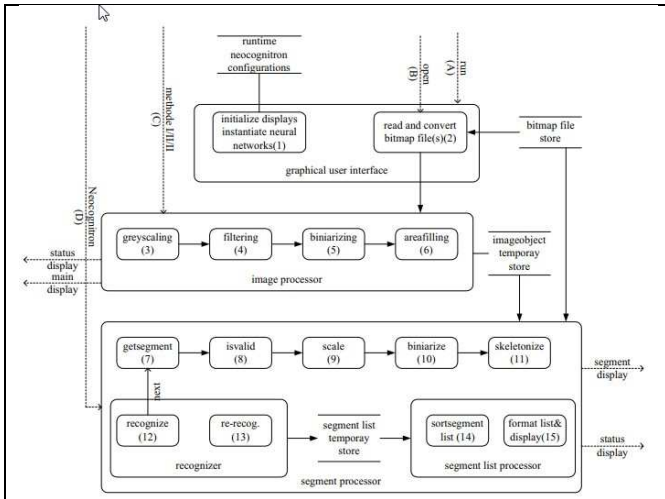 runtime
neocognitron
configurations
run
(A)
open
(B)
methode I/II/II
(C)
Neocognitron
(D)
initialize displays
instantiate neural
networks(1)
read and convert
bitmap file(s)(2)
graphical user interface
bitmap file
store
greyscaling
(3)
filtering
(4)
biniarizing
(5)
areafilling
(6)
image processor
imageobject
temporay
store
status
display
main
display
getsegment
(7)
isvalid
(8)
scale
(9)
biniarize
(10)
skeletonize
(11)
segment
display
next
recognize
(12)
re-recog.
(13)
recognizer
segment list
temporay
store
sortsegment
list (14)
format list&
display(15)
segment list processor
segment processor
status
display